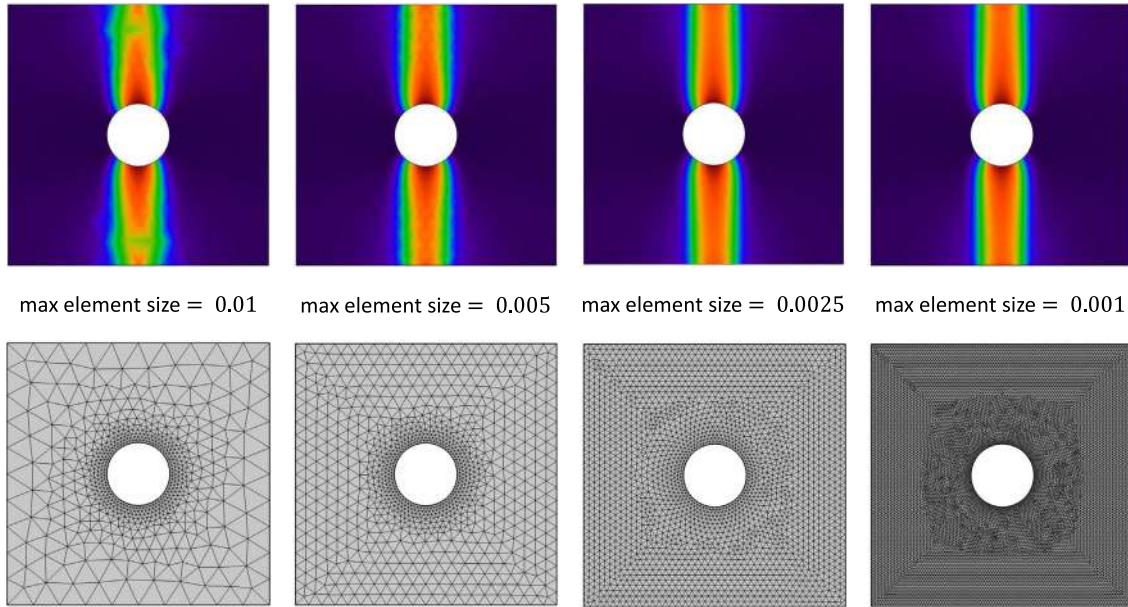 max element size = 0.01
max element size = 0.005
max element size = 0.0025
max element size = 0.001